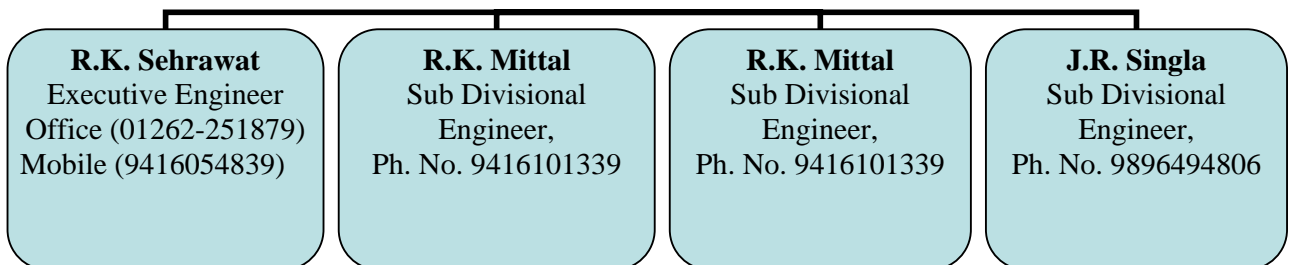 R.K. Sehrawat
Executive Engineer
Office (01262-251879)
Mobile (9416054839)
R.K. Mittal
Sub Divisional
Engineer,
Ph. No. 9416101339
R.K. Mittal
Sub Divisional
Engineer,
Ph. No. 9416101339
J.R. Singla
Sub Divisional
Engineer,
Ph. No. 9896494806